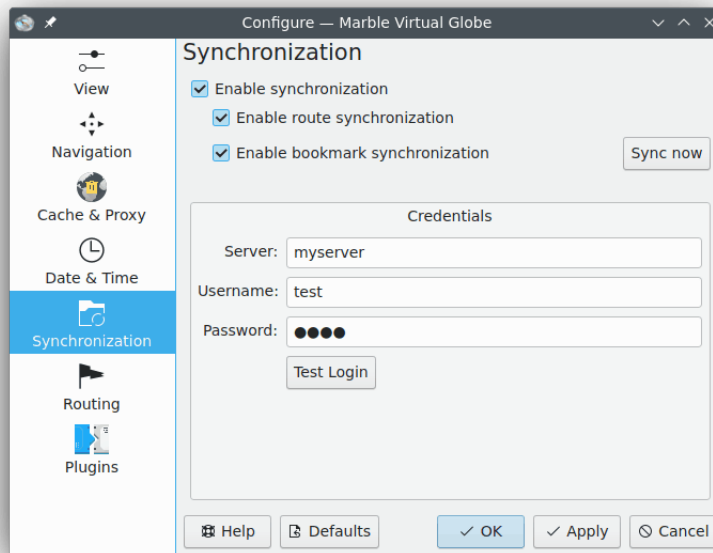 Configure — Marble Virtual Globe
View
Navigation
Cache & Proxy
Date & Time
Synchronization
Routing
Plugins
Synchronization
Enable synchronization
Enable route synchronization
Enable bookmark synchronization
Sync now
Credentials
Server: myserver
Username: test
Password: ●●●●
Test Login
Help Defaults OK Apply Cancel